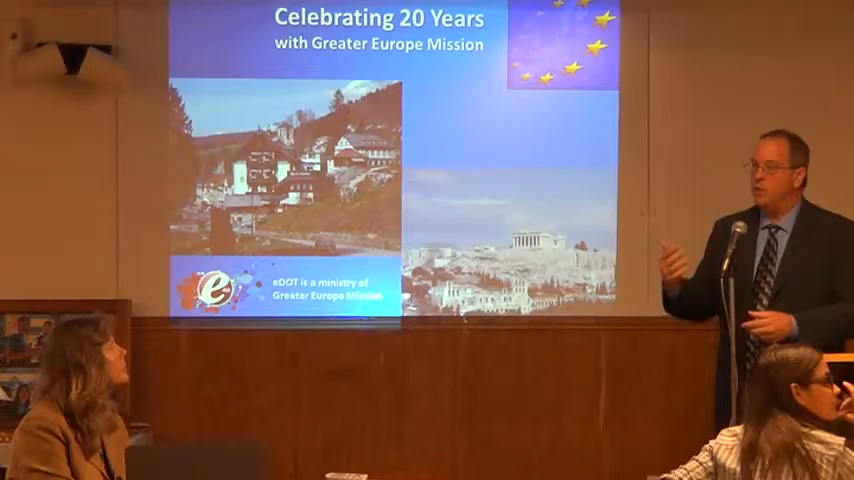 Celebrating 20 Years
with Greater Europe Mission
e
eDOT is a ministry of
Greater Europe Mission